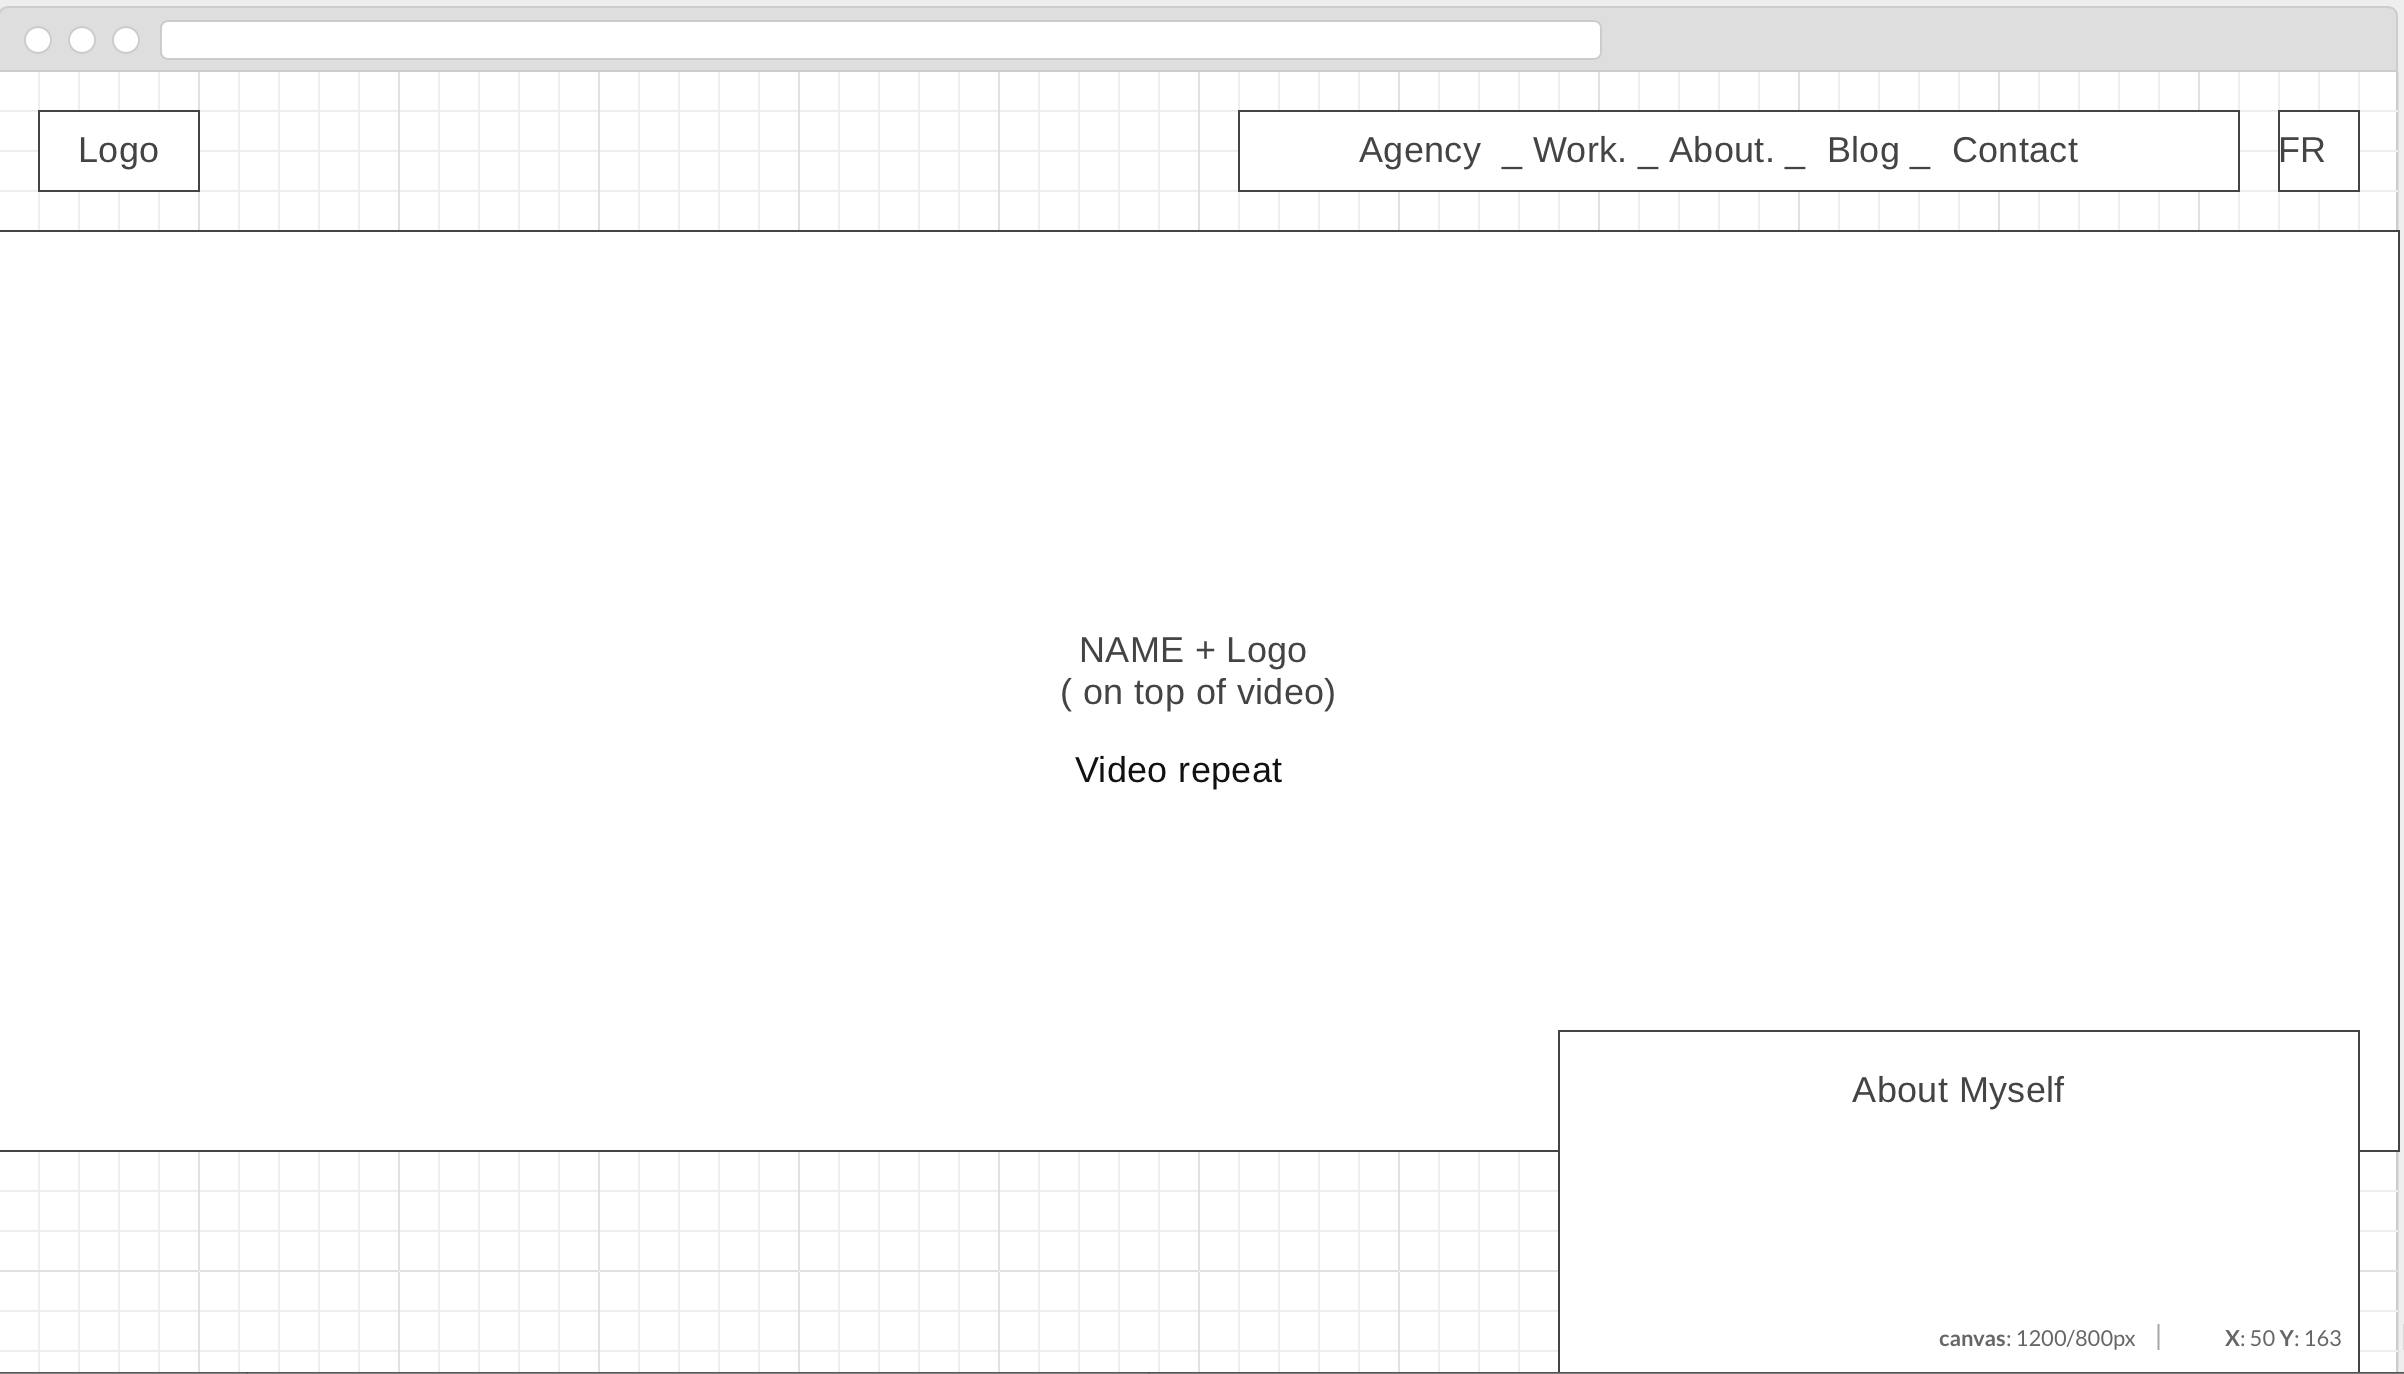 Logo
Agency _ Work. _ About. _ Blog _ Contact
FR
NAME + Logo
( on top of video)
Video repeat
About Myself
canvas: 1200/800px | X: 50 Y: 163